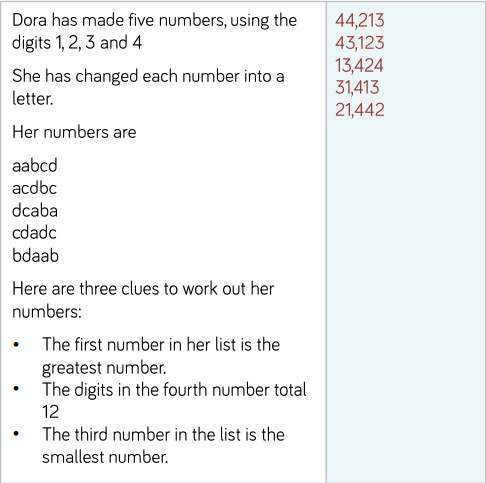 Dora has made five numbers, using the
digits 1, 2, 3 and 4
She has changed each number into a
letter.
Her numbers are
aabcd
acdbc
dcaba
cdadc
bdaab
Here are three clues to work out her
numbers:
• The first number in her list is the
greatest number.
• The digits in the fourth number total
12
• The third number in the list is the
smallest number.
44,213
43,123
13,424
31,413
21,442